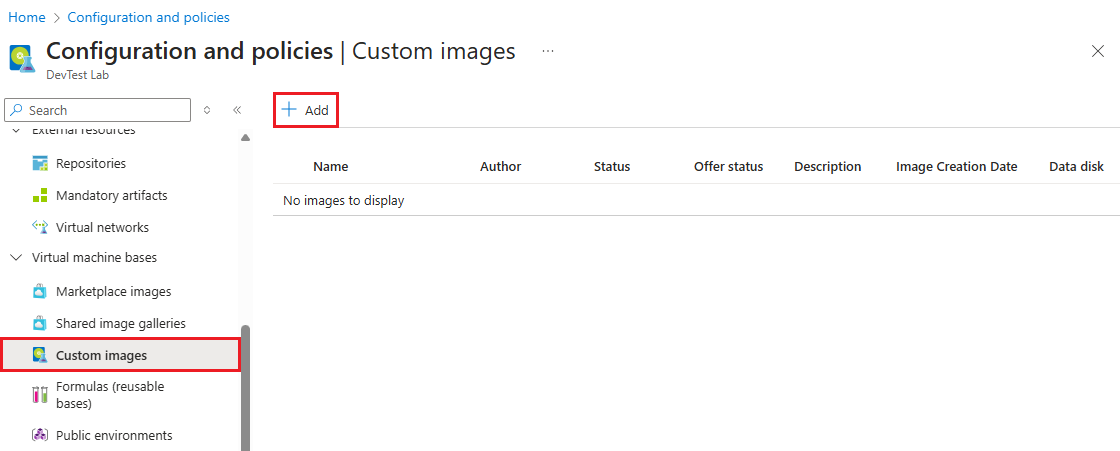 Home > Configuration and policies
Configuration and policies | Custom images ...
DevTest Lab
Search
External resources
Repositories
Mandatory artifacts
Virtual networks
Virtual machine bases
Marketplace images
Shared image galleries
Custom images
Formulas (reusable
bases)
Public environments
+ Add
Name Author Status Offer status Description Image Creation Date Data disk
No images to display